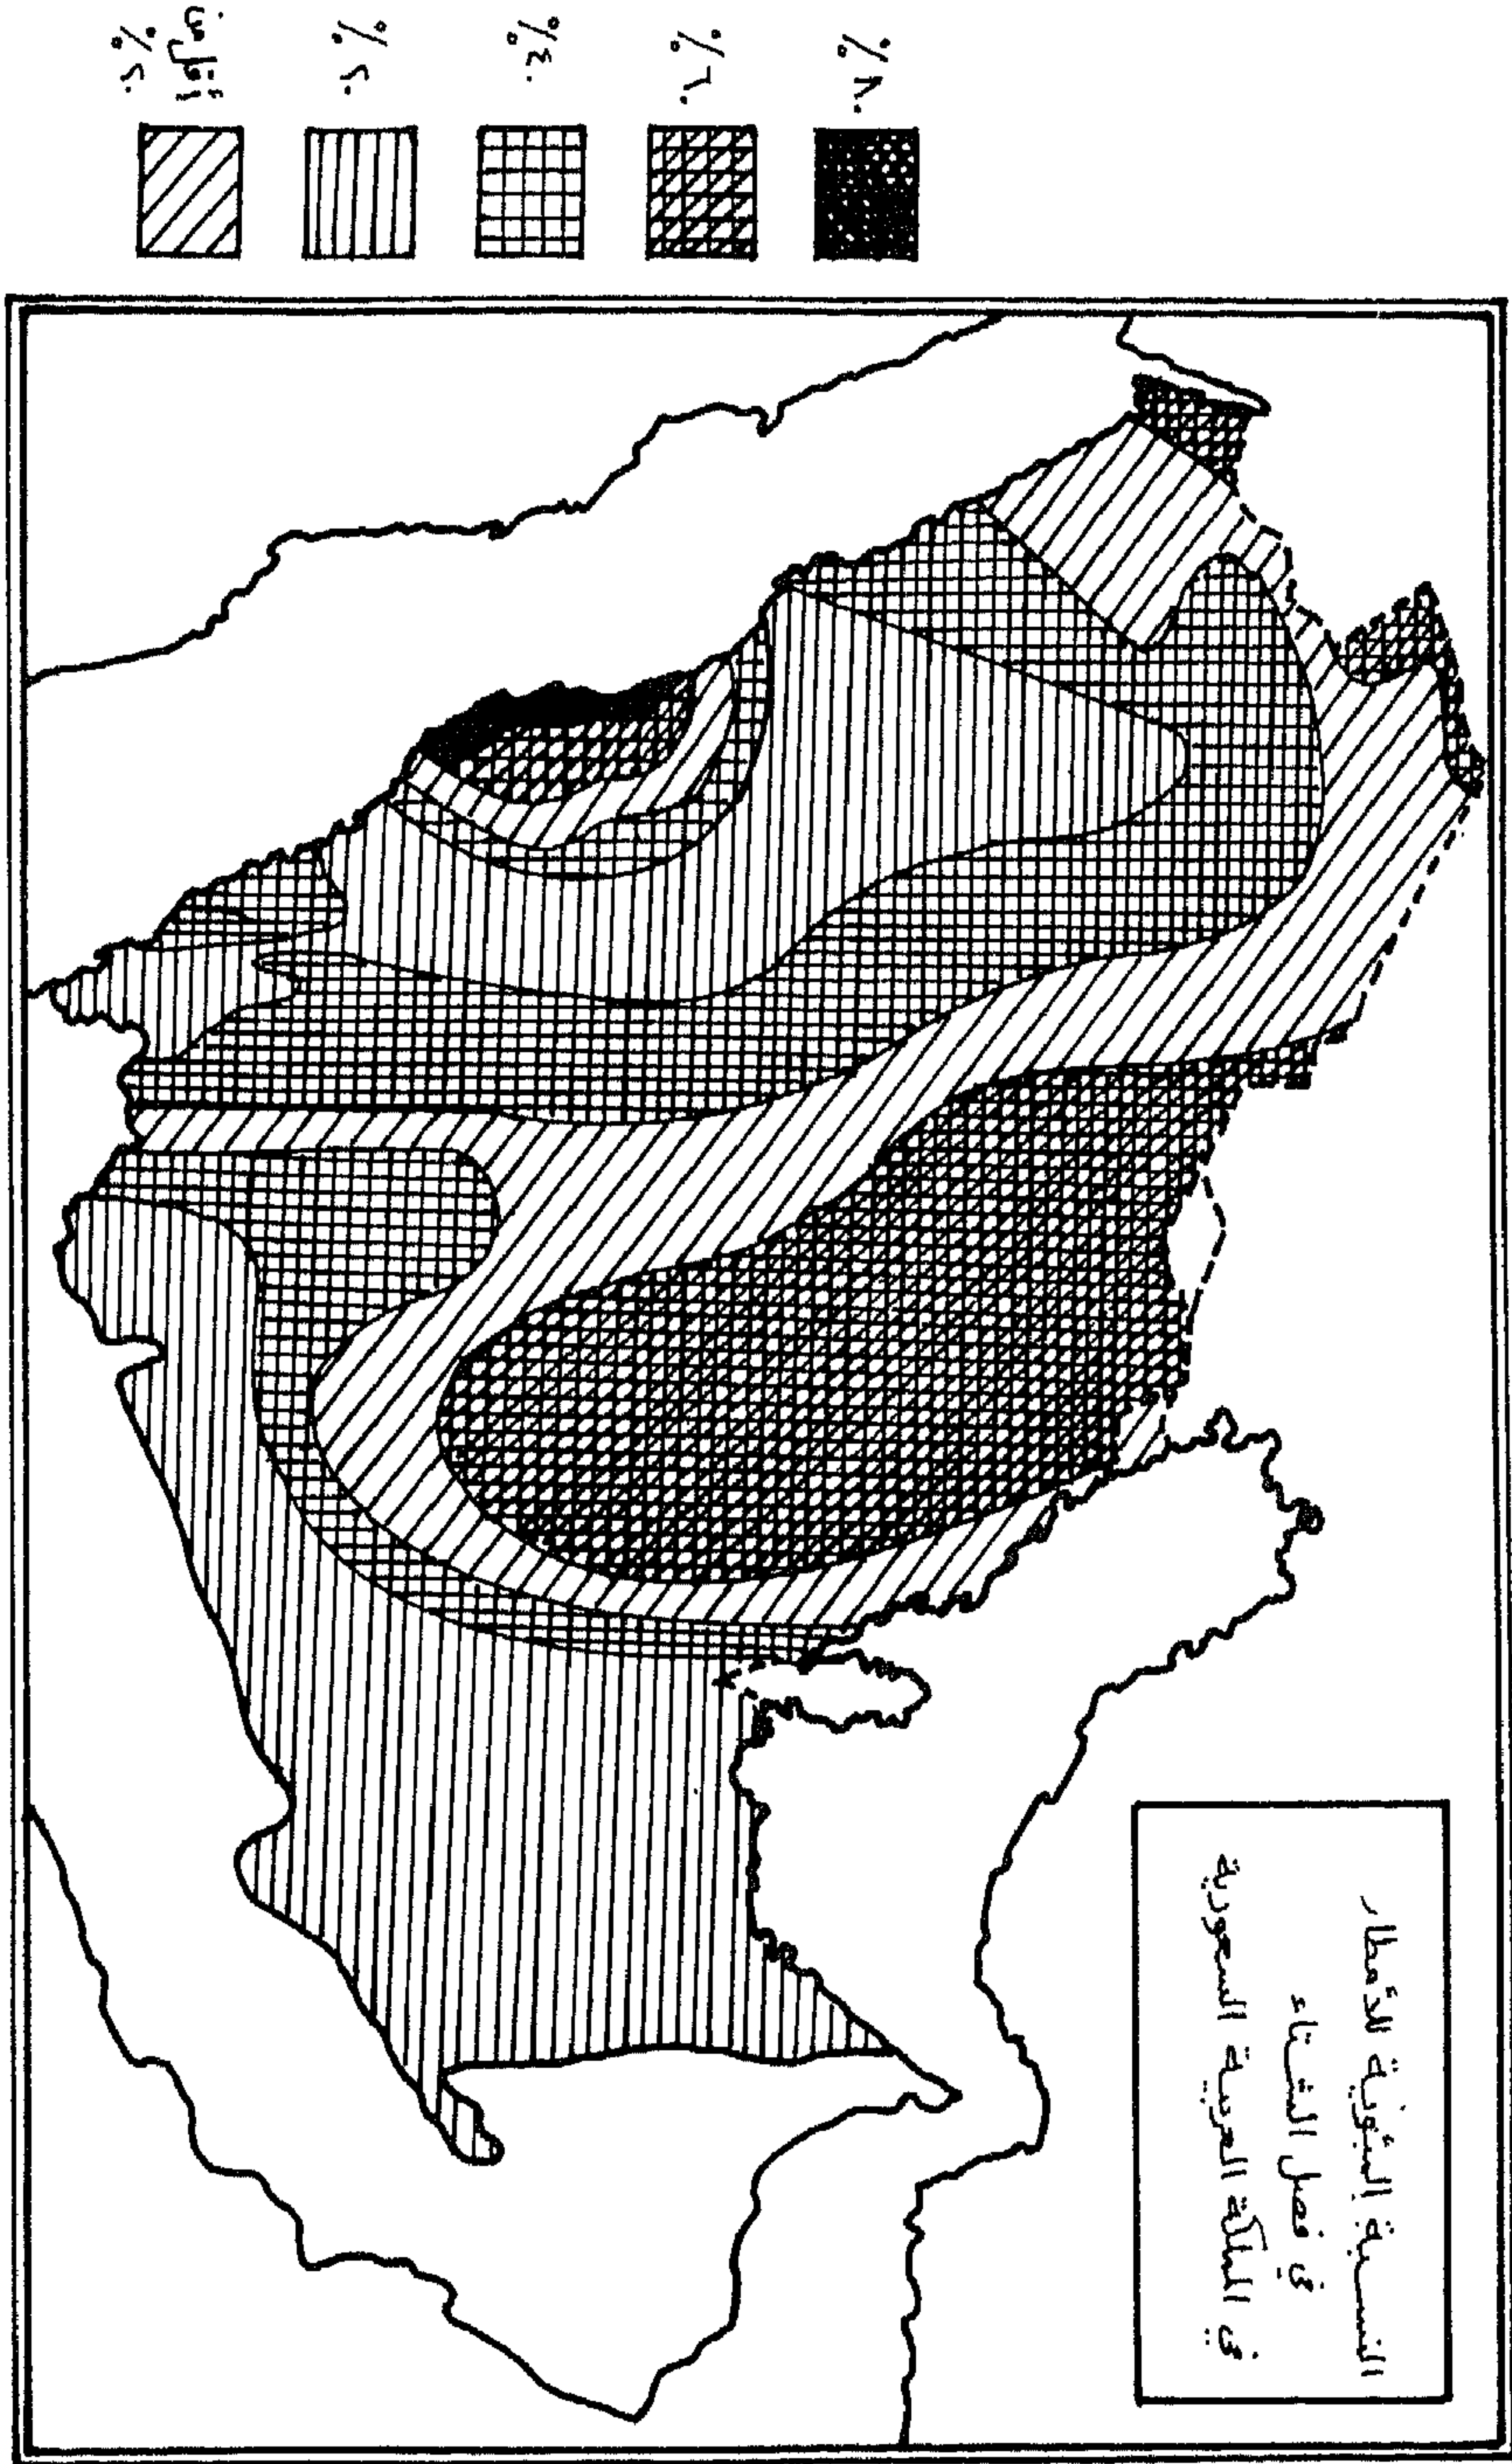 النسبة المئوية للأمطار
في فصل الشتاء
في المملكة العربية السعودية
٨٠%
٦٠%
٤٠%
٢٠%
أقل من
٢٠%